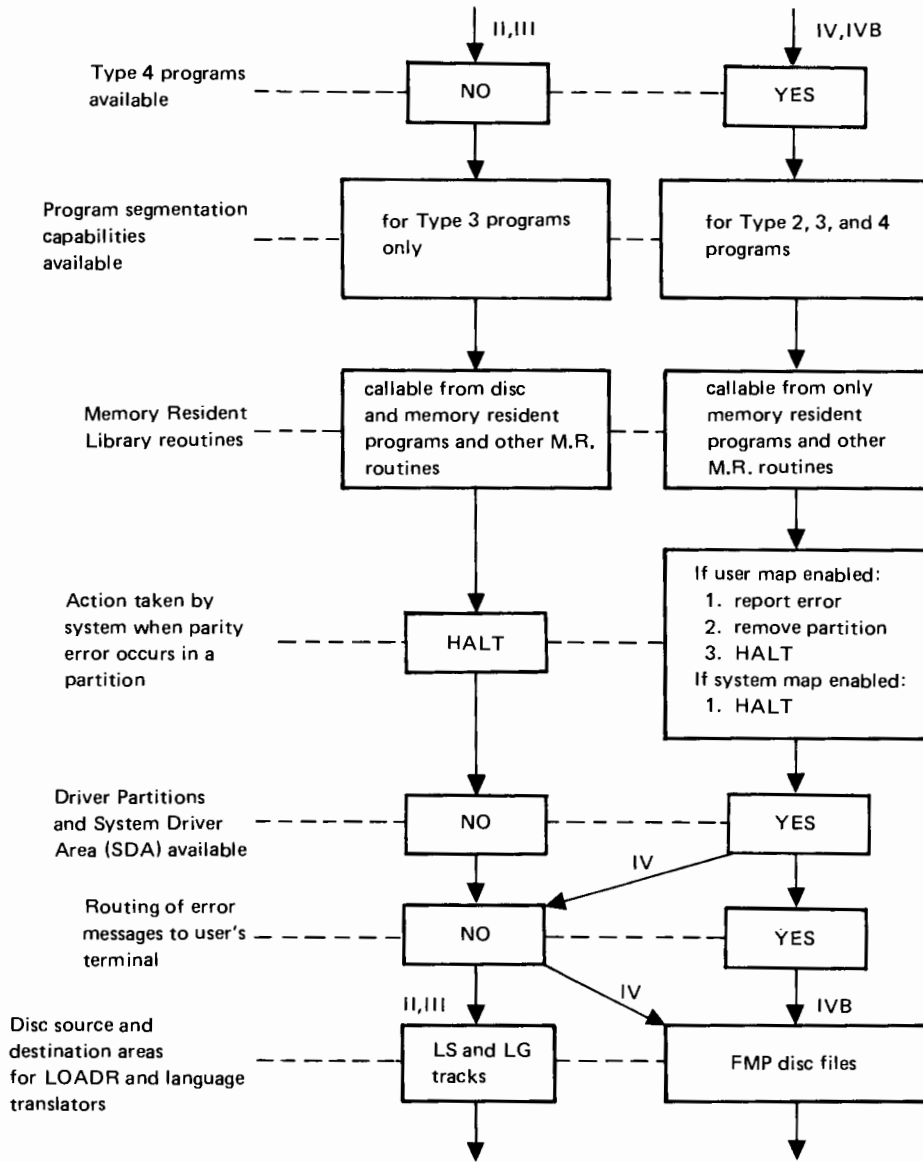 II,III
IV,IVB
Type 4 programs
available
NO
YES
Program segmentation
capabilities
available
for Type 3 programs
only
for Type 2, 3, and 4
programs
Memory Resident
Library reoutines
callable from disc
and memory resident
programs and other M.R.
routines
callable from only
memory resident
programs and other
M.R. routines
Action taken by
system when parity
error occurs in a
partition
HALT
If user map enabled:
1. report error
2. remove partition
3. HALT
If system map enabled:
1. HALT
Driver Partitions
and System Driver
Area (SDA) available
NO
YES
IV
Routing of error
messages to user's
terminal
NO
YES
II,III
IV
IVB
Disc source and
destination areas
for LOADR and language
translators
LS and LG
tracks
FMP disc files